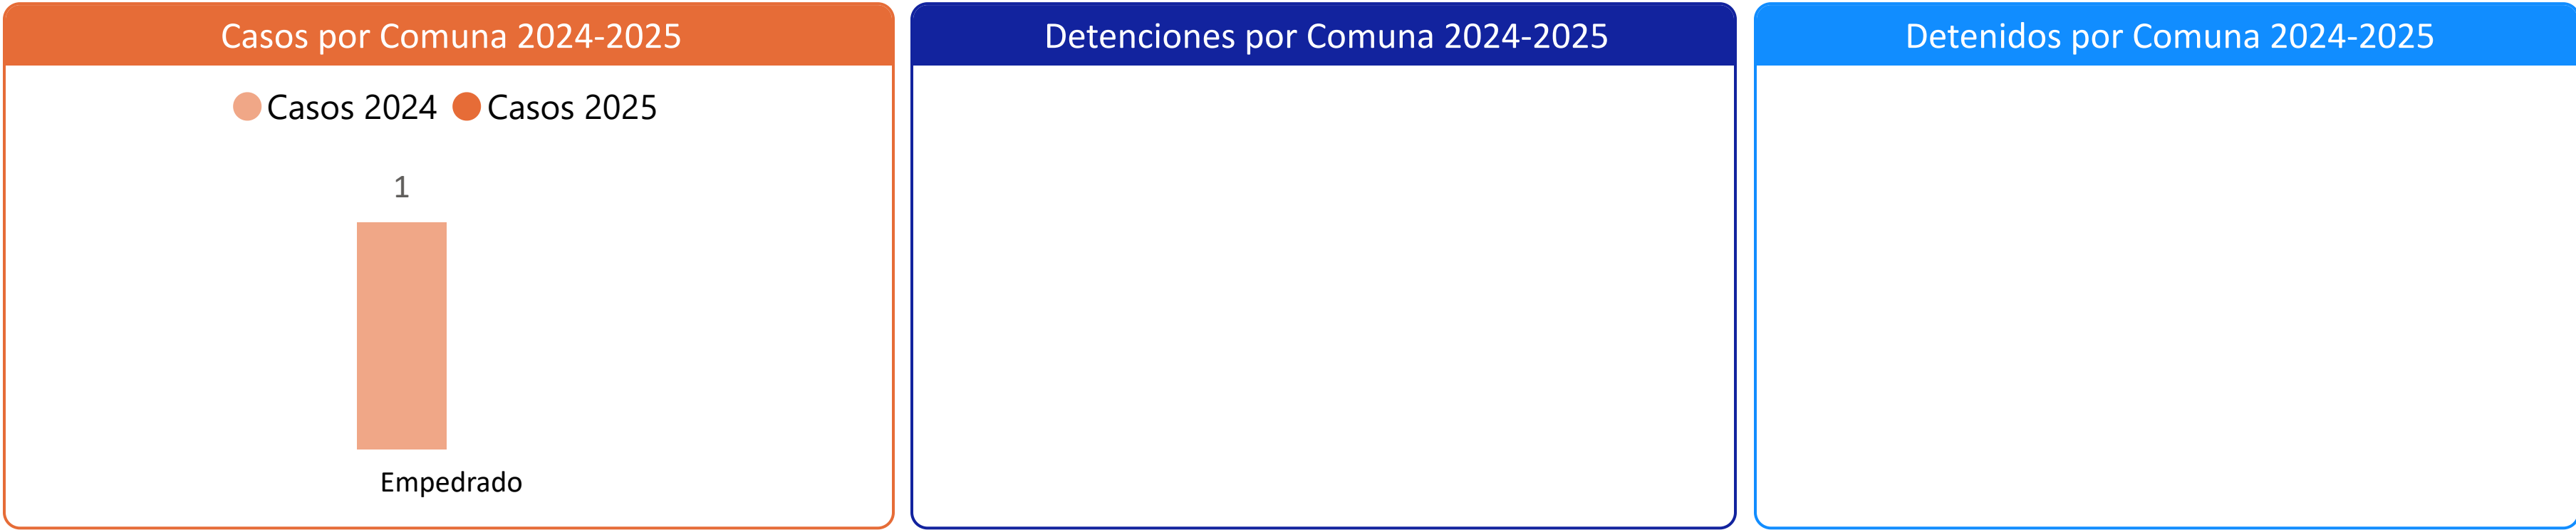 Casos por Comuna 2024-2025
Casos 2024 Casos 2025
1
Empedrado
Detenciones por Comuna 2024-2025
Detenidos por Comuna 2024-2025